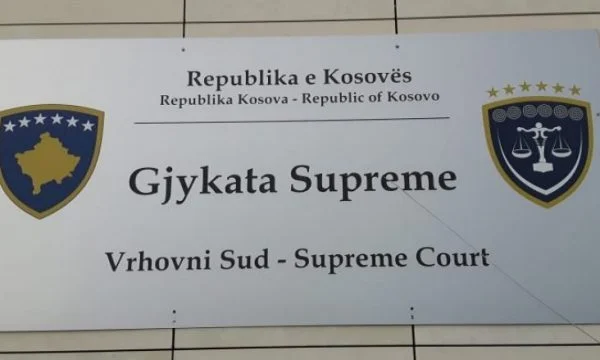 Republika e Kosovës
Republika Kosova - Republic of Kosovo
Gjykata Supreme
Vrhovni Sud - Supreme Court